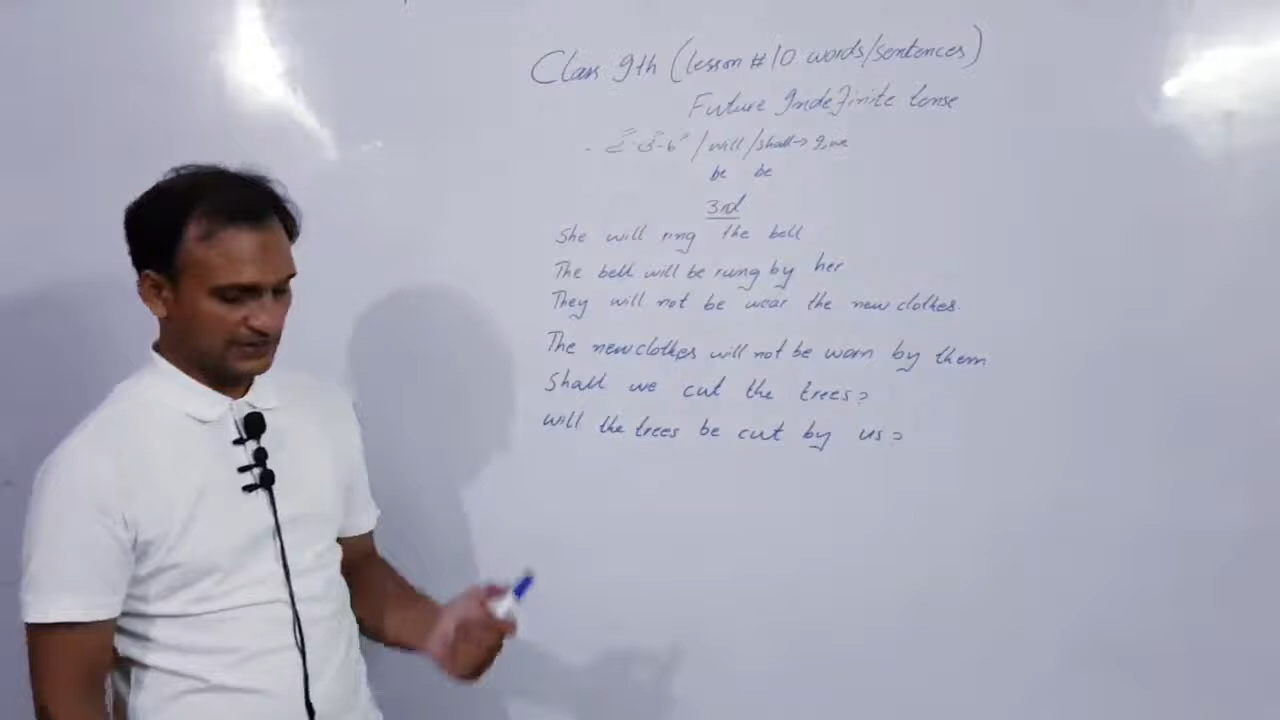 Class 9th (lesson #10 words/sentences)
Future Indefinite tense
/ will / shall → I, we
be be
3rd
She will ring the bell
The bell will be rung by her
They will not be wear the new clothes.
The new clothes will not be worn by them
Shall we cut the trees?
will the trees be cut by us?